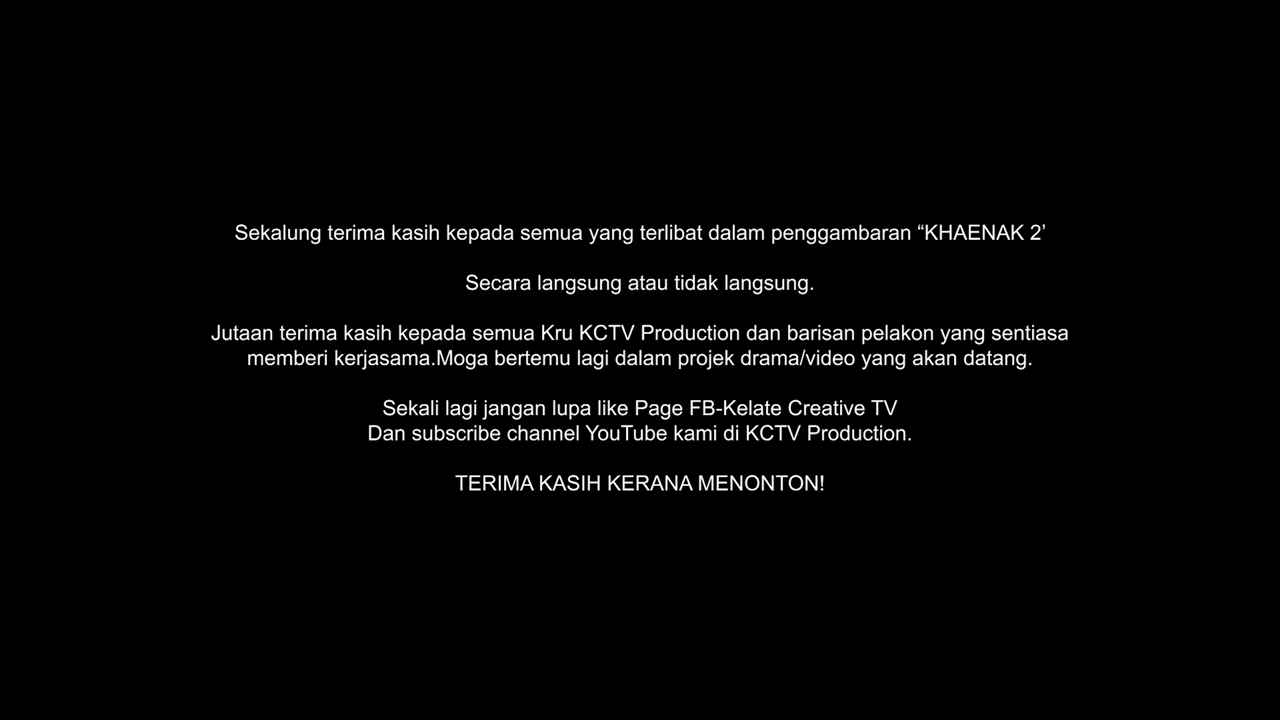 Sekalung terima kasih kepada semua yang terlibat dalam penggambaran “KHAENAK 2’
Secara langsung atau tidak langsung.
Jutaan terima kasih kepada semua Kru KCTV Production dan barisan pelakon yang sentiasa
memberi kerjasama.Moga bertemu lagi dalam projek drama/video yang akan datang.
Sekali lagi jangan lupa like Page FB-Kelate Creative TV
Dan subscribe channel YouTube kami di KCTV Production.
TERIMA KASIH KERANA MENONTON!